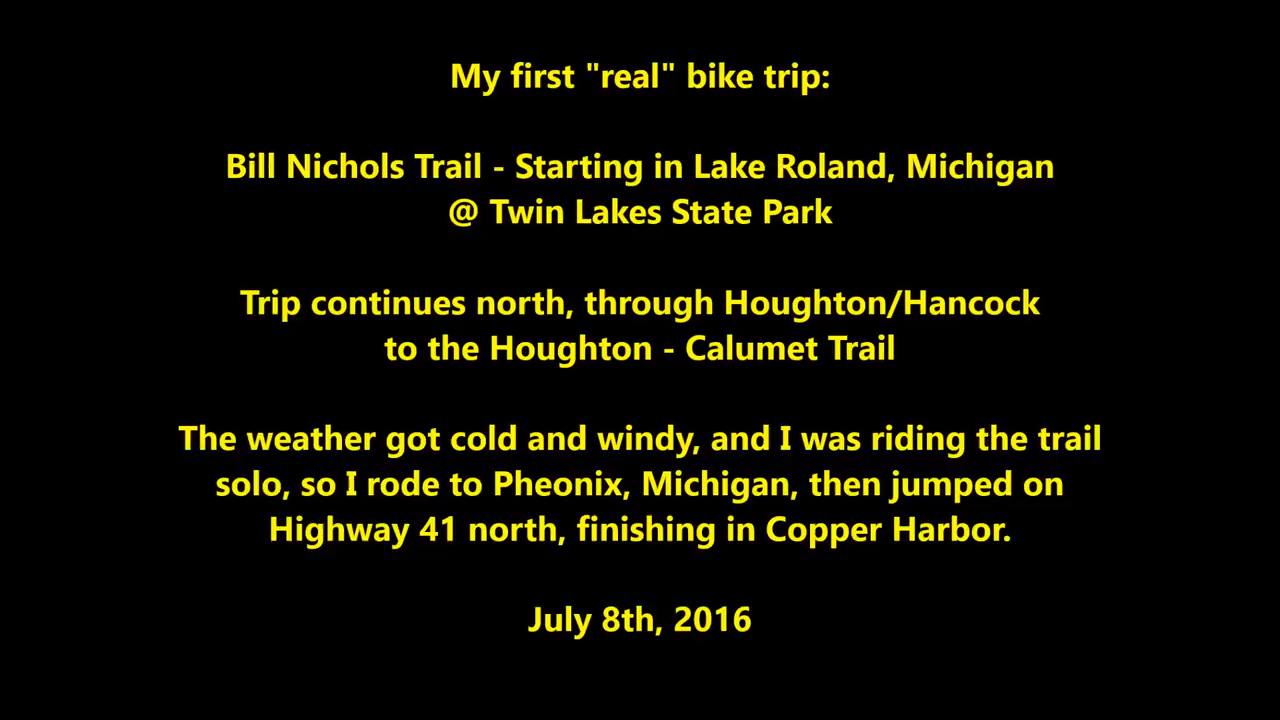 My first "real" bike trip:
Bill Nichols Trail - Starting in Lake Roland, Michigan
@ Twin Lakes State Park
Trip continues north, through Houghton/Hancock
to the Houghton - Calumet Trail
The weather got cold and windy, and I was riding the trail
solo, so I rode to Pheonix, Michigan, then jumped on
Highway 41 north, finishing in Copper Harbor.
July 8th, 2016